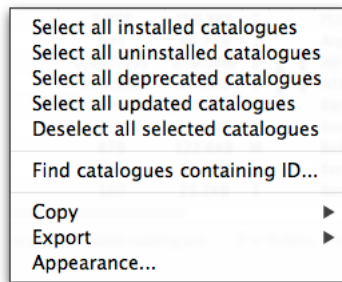 Select all installed catalogues
Select all uninstalled catalogues
Select all deprecated catalogues
Select all updated catalogues
Deselect all selected catalogues
Find catalogues containing ID...
Copy
Export
Appearance...